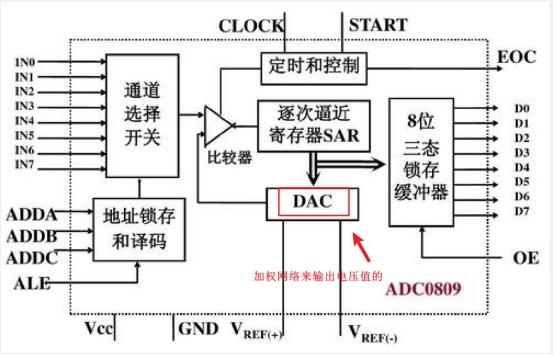 CLOCK
START
IN0
IN1
IN2
IN3
IN4
IN5
IN6
IN7
通道
选择
开关
定时和控制
EOC
比较器
逐次逼近
寄存器SAR
8位
三态
锁存
缓冲器
D0
D1
D2
D3
D4
D5
D6
D7
ADDA
ADDB
ADDC
ALE
地址锁存
和译码
DAC
加权网络来输出电压值的
OE
ADC0809
Vcc
GND
VREF(+)
VREF(-)